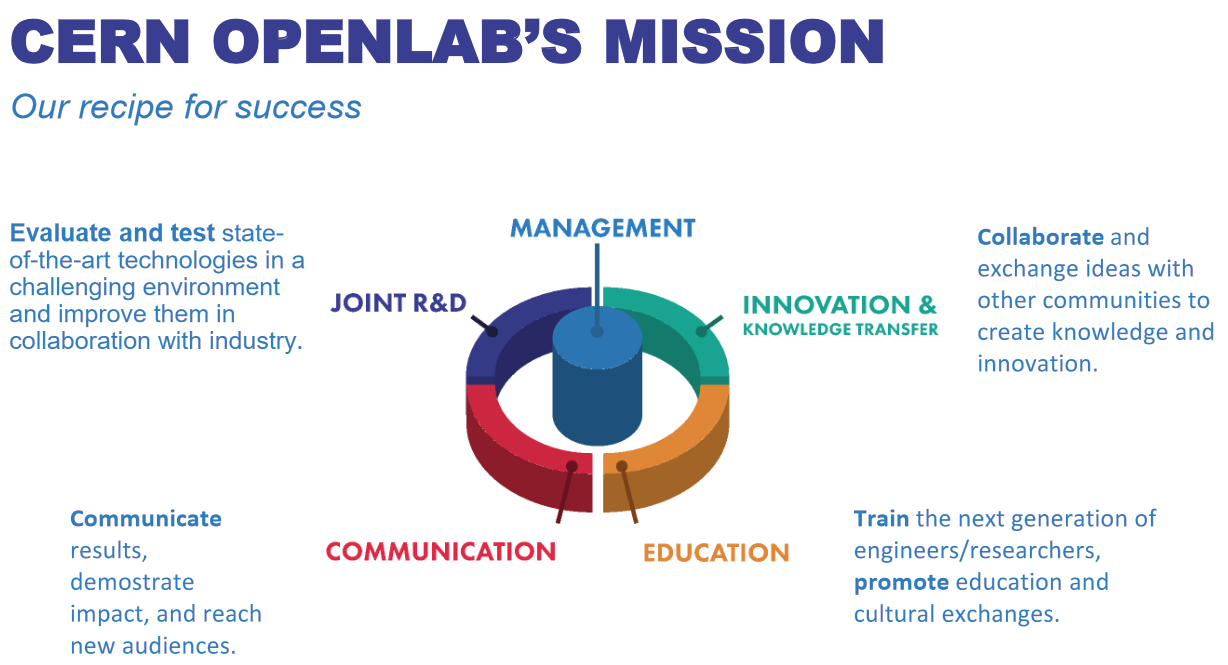 CERN OPENLAB’S MISSION
Our recipe for success
Evaluate and test state-
of-the-art technologies in a
challenging environment
and improve them in
collaboration with industry.
MANAGEMENT
JOINT R&D
INNOVATION &
KNOWLEDGE TRANSFER
Collaborate and
exchange ideas with
other communities to
create knowledge and
innovation.
Communicate
results,
demostrate
impact, and reach
new audiences.
COMMUNICATION
EDUCATION
Train the next generation of
engineers/researchers,
promote education and
cultural exchanges.